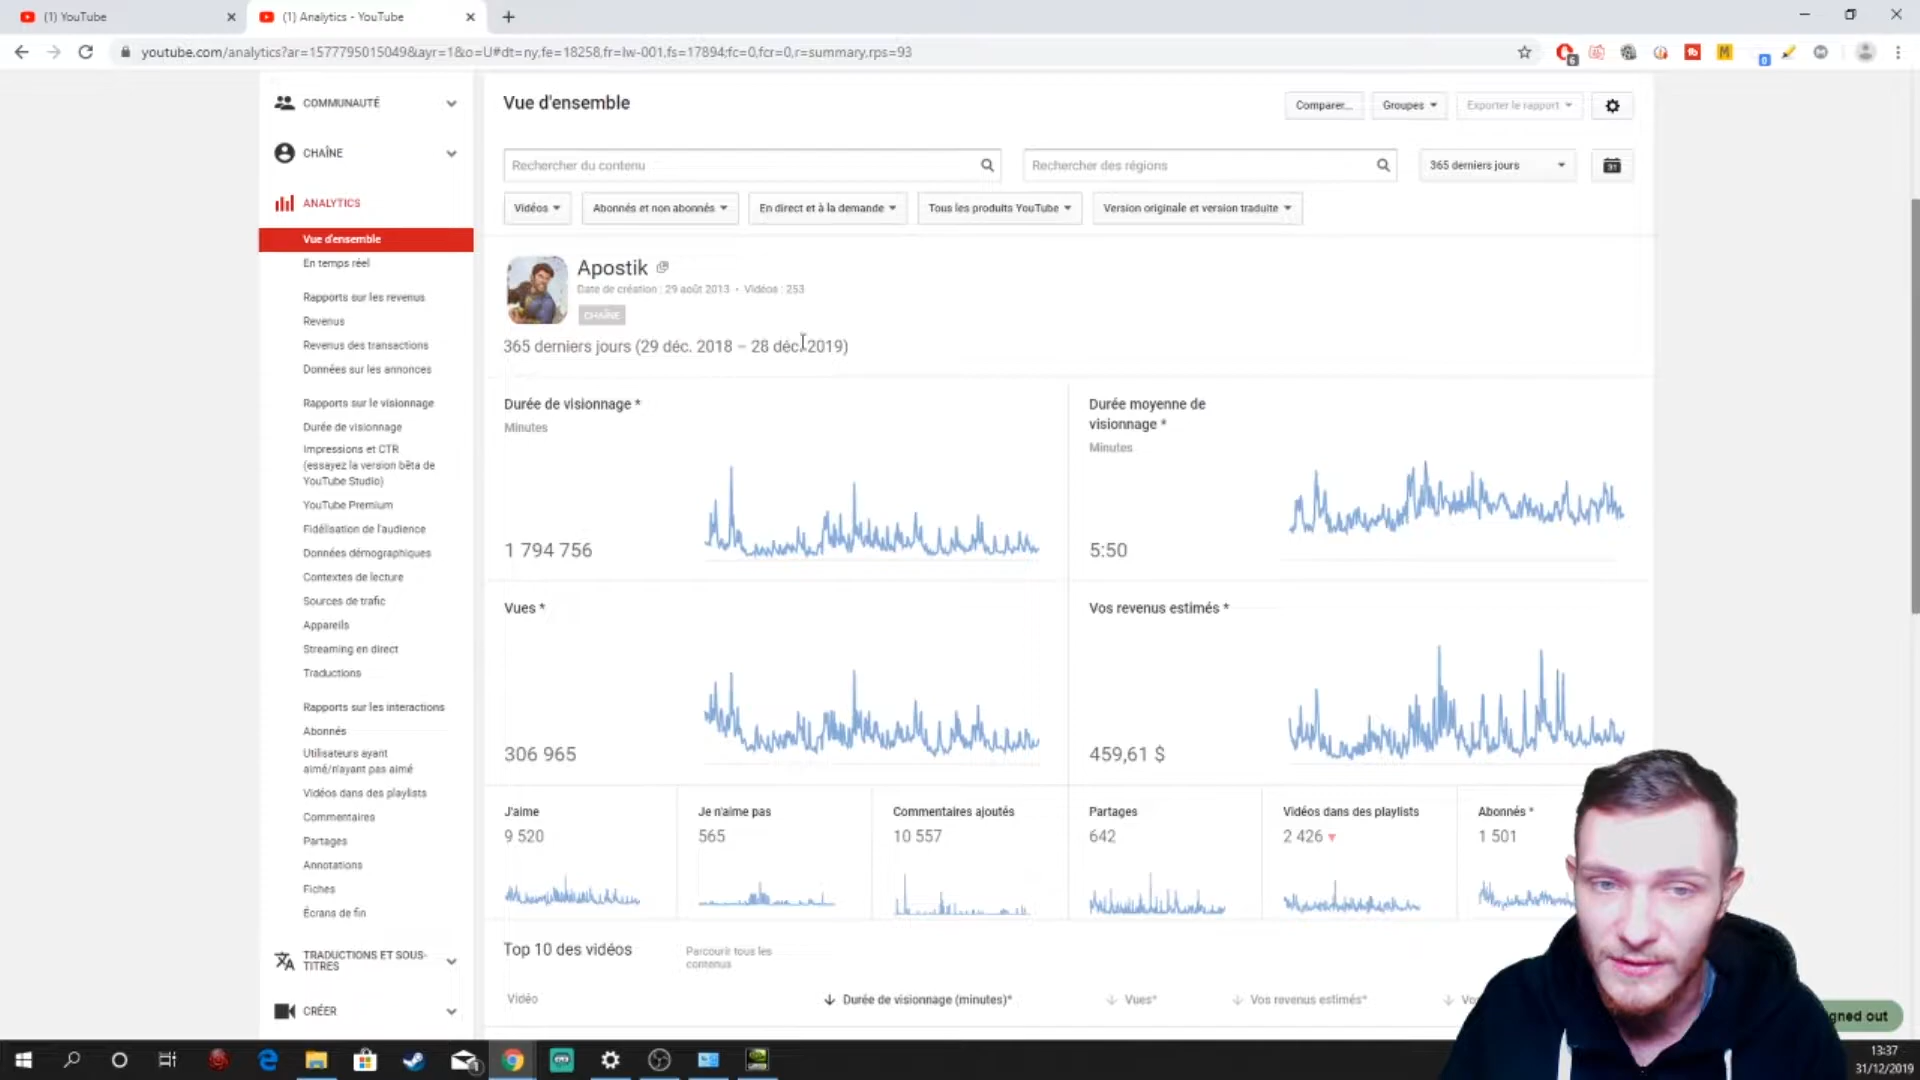 (1) YouTube
(1) Analytics - YouTube
youtube.com/analytics?ar=1577795015049&ayr=1&o=U#dt=ny,fe=18258,fr=lw-001,fs=17894;fc=0,fcr=0,r=summary,rps=93
6
M
0
COMMUNAUTÉ
CHAÎNE
ANALYTICS
Vue d'ensemble
En temps réel
Rapports sur les revenus
Revenus
Revenus des transactions
Données sur les annonces
Rapports sur le visionnage
Durée de visionnage
Impressions et CTR
(essayez la version bêta de
YouTube Studio)
YouTube Premium
Fidélisation de l'audience
Données démographiques
Contextes de lecture
Sources de trafic
Appareils
Streaming en direct
Traductions
Rapports sur les interactions
Abonnés
Utilisateurs ayant
aimé/n'ayant pas aimé
Vidéos dans des playlists
Commentaires
Partages
Annotations
Fiches
Écrans de fin
TRADUCTIONS ET SOUS-
TITRES
CRÉER
Vue d'ensemble
Comparer...
Groupes
Exporter le rapport
Rechercher du contenu
Rechercher des régions
365 derniers jours
31
Vidéos
Abonnés et non abonnés
En direct et à la demande
Tous les produits YouTube
Version originale et version traduite
Apostik
Date de création : 29 août 2013 • Vidéos : 253
CHAÎNE
365 derniers jours (29 déc. 2018 – 28 déc. 2019)
Durée de visionnage *
Minutes
1 794 756
Durée moyenne de
visionnage *
Minutes
5:50
Vues *
306 965
Vos revenus estimés *
459,61 $
J'aime
9 520
Je n'aime pas
565
Commentaires ajoutés
10 557
Partages
642
Vidéos dans des playlists
2 426
Abonnés *
1 501
Top 10 des vidéos
Parcourir tous les
contenus
Vidéo
Durée de visionnage (minutes)*
Vues*
Vos revenus estimés*
gned out
13:37
31/12/2019